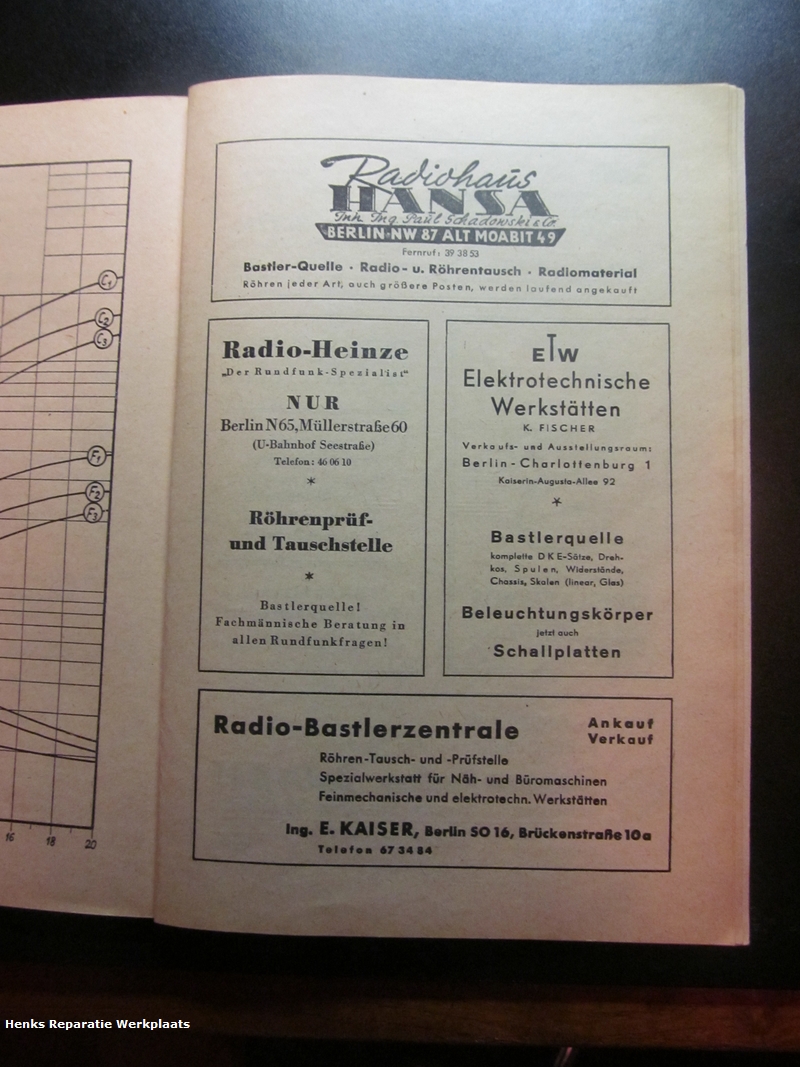 C1
C2
C3
F1
F2
F3
16
18
20
Radiohaus
HANSA
Inh. Ing. Paul Schadowski & Co.
BERLIN·NW 87 ALT MOABIT 49
Fernruf: 39 38 53
Bastler-Quelle · Radio- u. Röhrentausch · Radiomaterial
Röhren jeder Art, auch größere Posten, werden laufend angekauft
Radio-Heinze
„Der Rundfunk-Spezialist“
NUR
Berlin N65, Müllerstraße 60
(U-Bahnhof Seestraße)
Telefon: 46 06 10
*
Röhrenprüf-
und Tauschstelle
*
Bastlerquelle!
Fachmännische Beratung in
allen Rundfunkfragen!
ETW
Elektrotechnische
Werkstätten
K. FISCHER
Verkaufs- und Ausstellungsraum:
Berlin-Charlottenburg 1
Kaiserin-Augusta-Allee 92
*
Bastlerquelle
komplette DKE-Sätze, Dreh-
kos, Spulen, Widerstände,
Chassis, Skalen (linear, Glas)
Beleuchtungskörper
jetzt auch
Schallplatten
Radio-Bastlerzentrale
Ankauf
Verkauf
Röhren-Tausch- und -Prüfstelle
Spezialwerkstatt für Näh- und Büromaschinen
Feinmechanische und elektrotechn. Werkstätten
Ing. E. KAISER, Berlin SO 16, Brückenstraße 10a
Telefon 67 34 84
Henks Reparatie Werkplaats